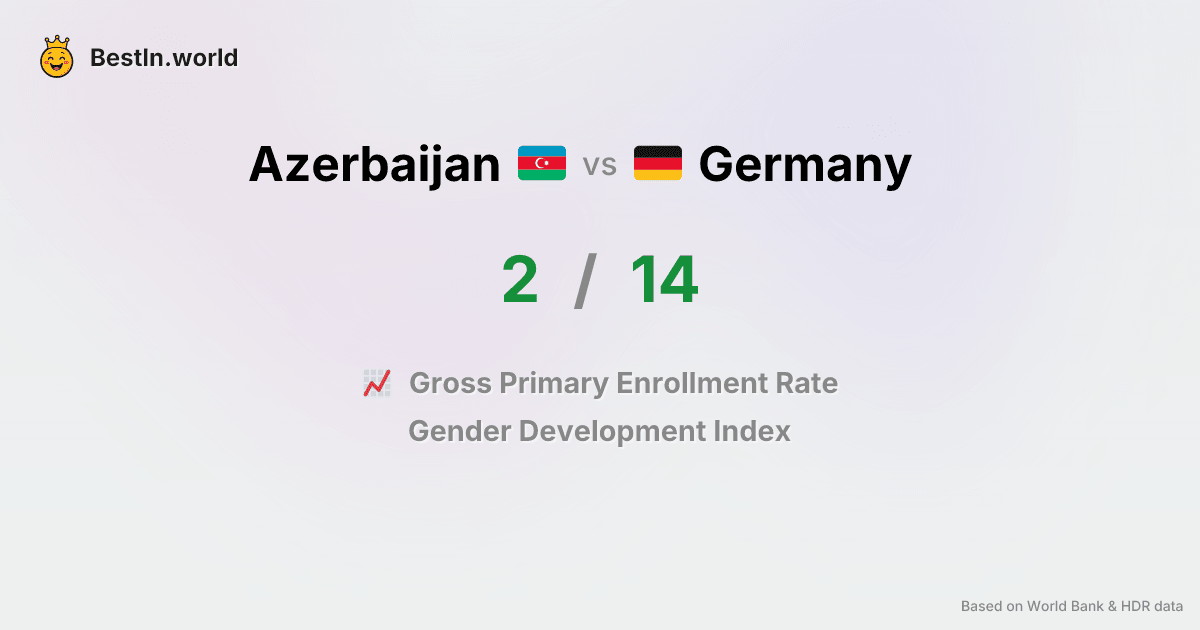 BestIn.world
Azerbaijan vs Germany
2 / 14
Gross Primary Enrollment Rate
Gender Development Index
Based on World Bank & HDR data